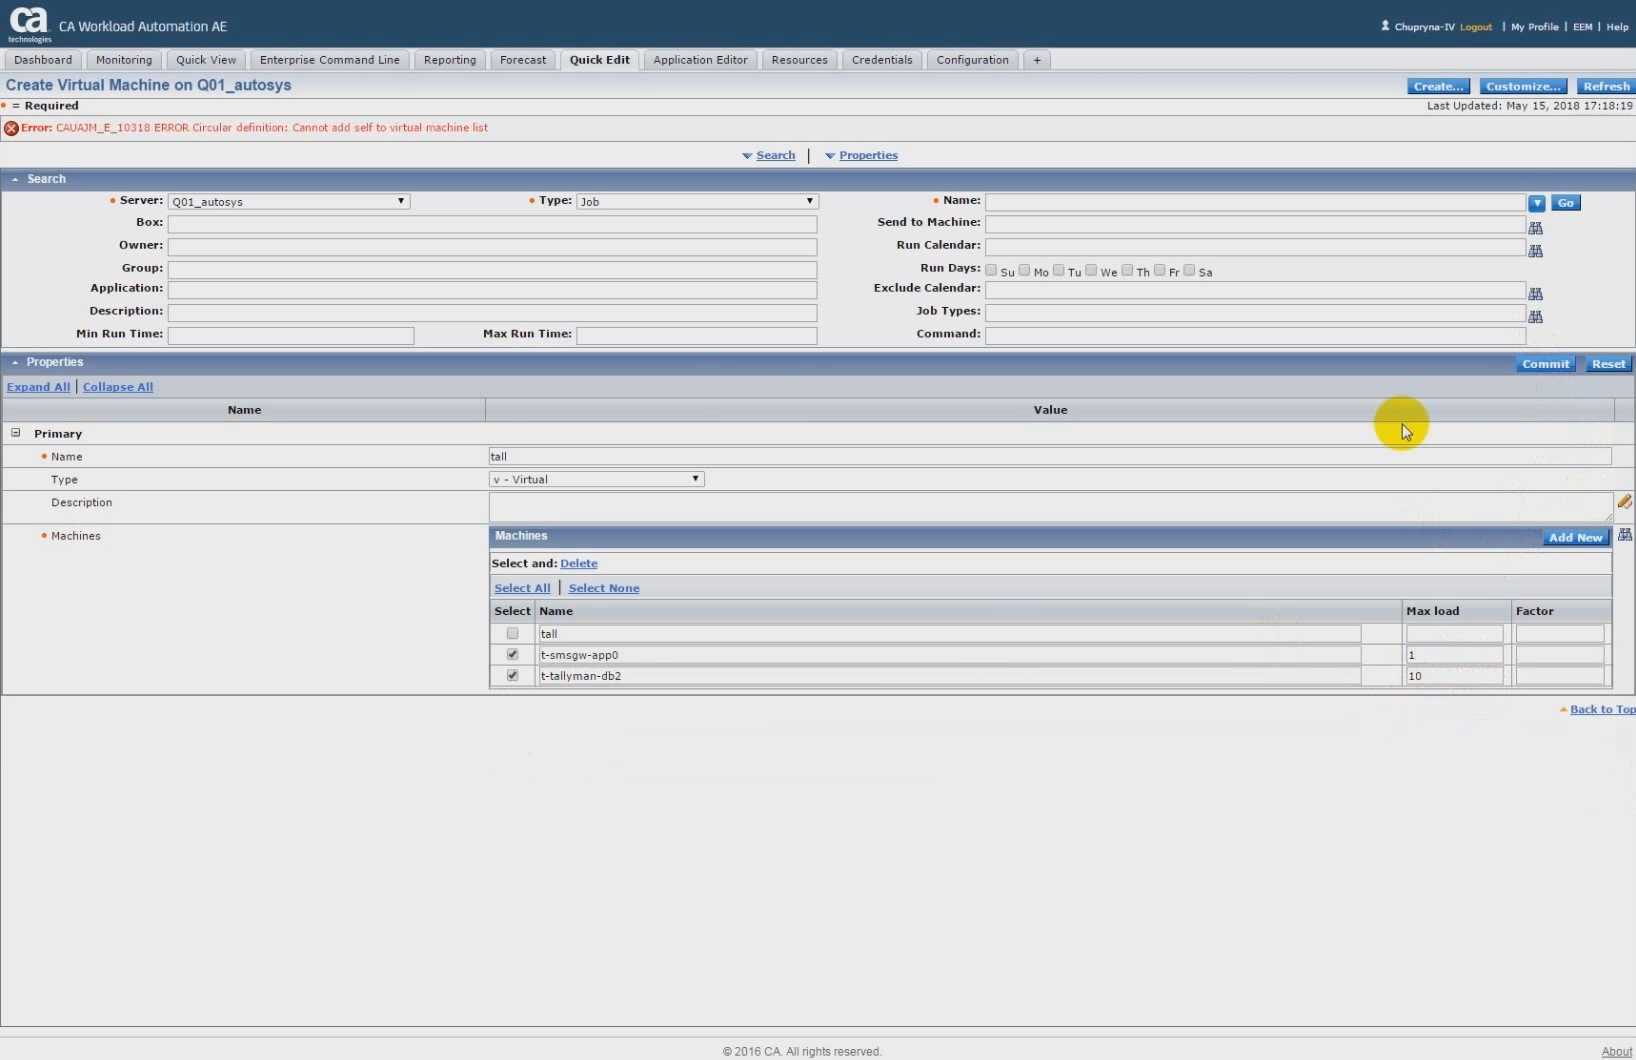 ca technologies CA Workload Automation AE Chupryna-IV Logout | My Profile | EEM | Help
Dashboard Monitoring Quick View Enterprise Command Line Reporting Forecast Quick Edit Application Editor Resources Credentials Configuration +
Create Virtual Machine on Q01_autosys Create... Customize... Refresh
= Required Last Updated: May 15, 2018 17:18:19
Error: CAUAJM_E_10318 ERROR Circular definition: Cannot add self to virtual machine list
Search | Properties
Search
Server: Q01_autosys Type: Job Name: Go
Box: Send to Machine:
Owner: Run Calendar:
Group: Run Days: Su Mo Tu We Th Fr Sa
Application: Exclude Calendar:
Description: Job Types:
Min Run Time: Max Run Time: Command:
Properties Commit Reset
Expand All | Collapse All
Name Value
Primary
Name tall
Type v - Virtual
Description
Machines Machines Add New
Select and: Delete
Select All | Select None
Select Name Max load Factor
tall
t-smsgw-app0 1
t-tallyman-db2 10
Back to Top
© 2016 CA. All rights reserved. About